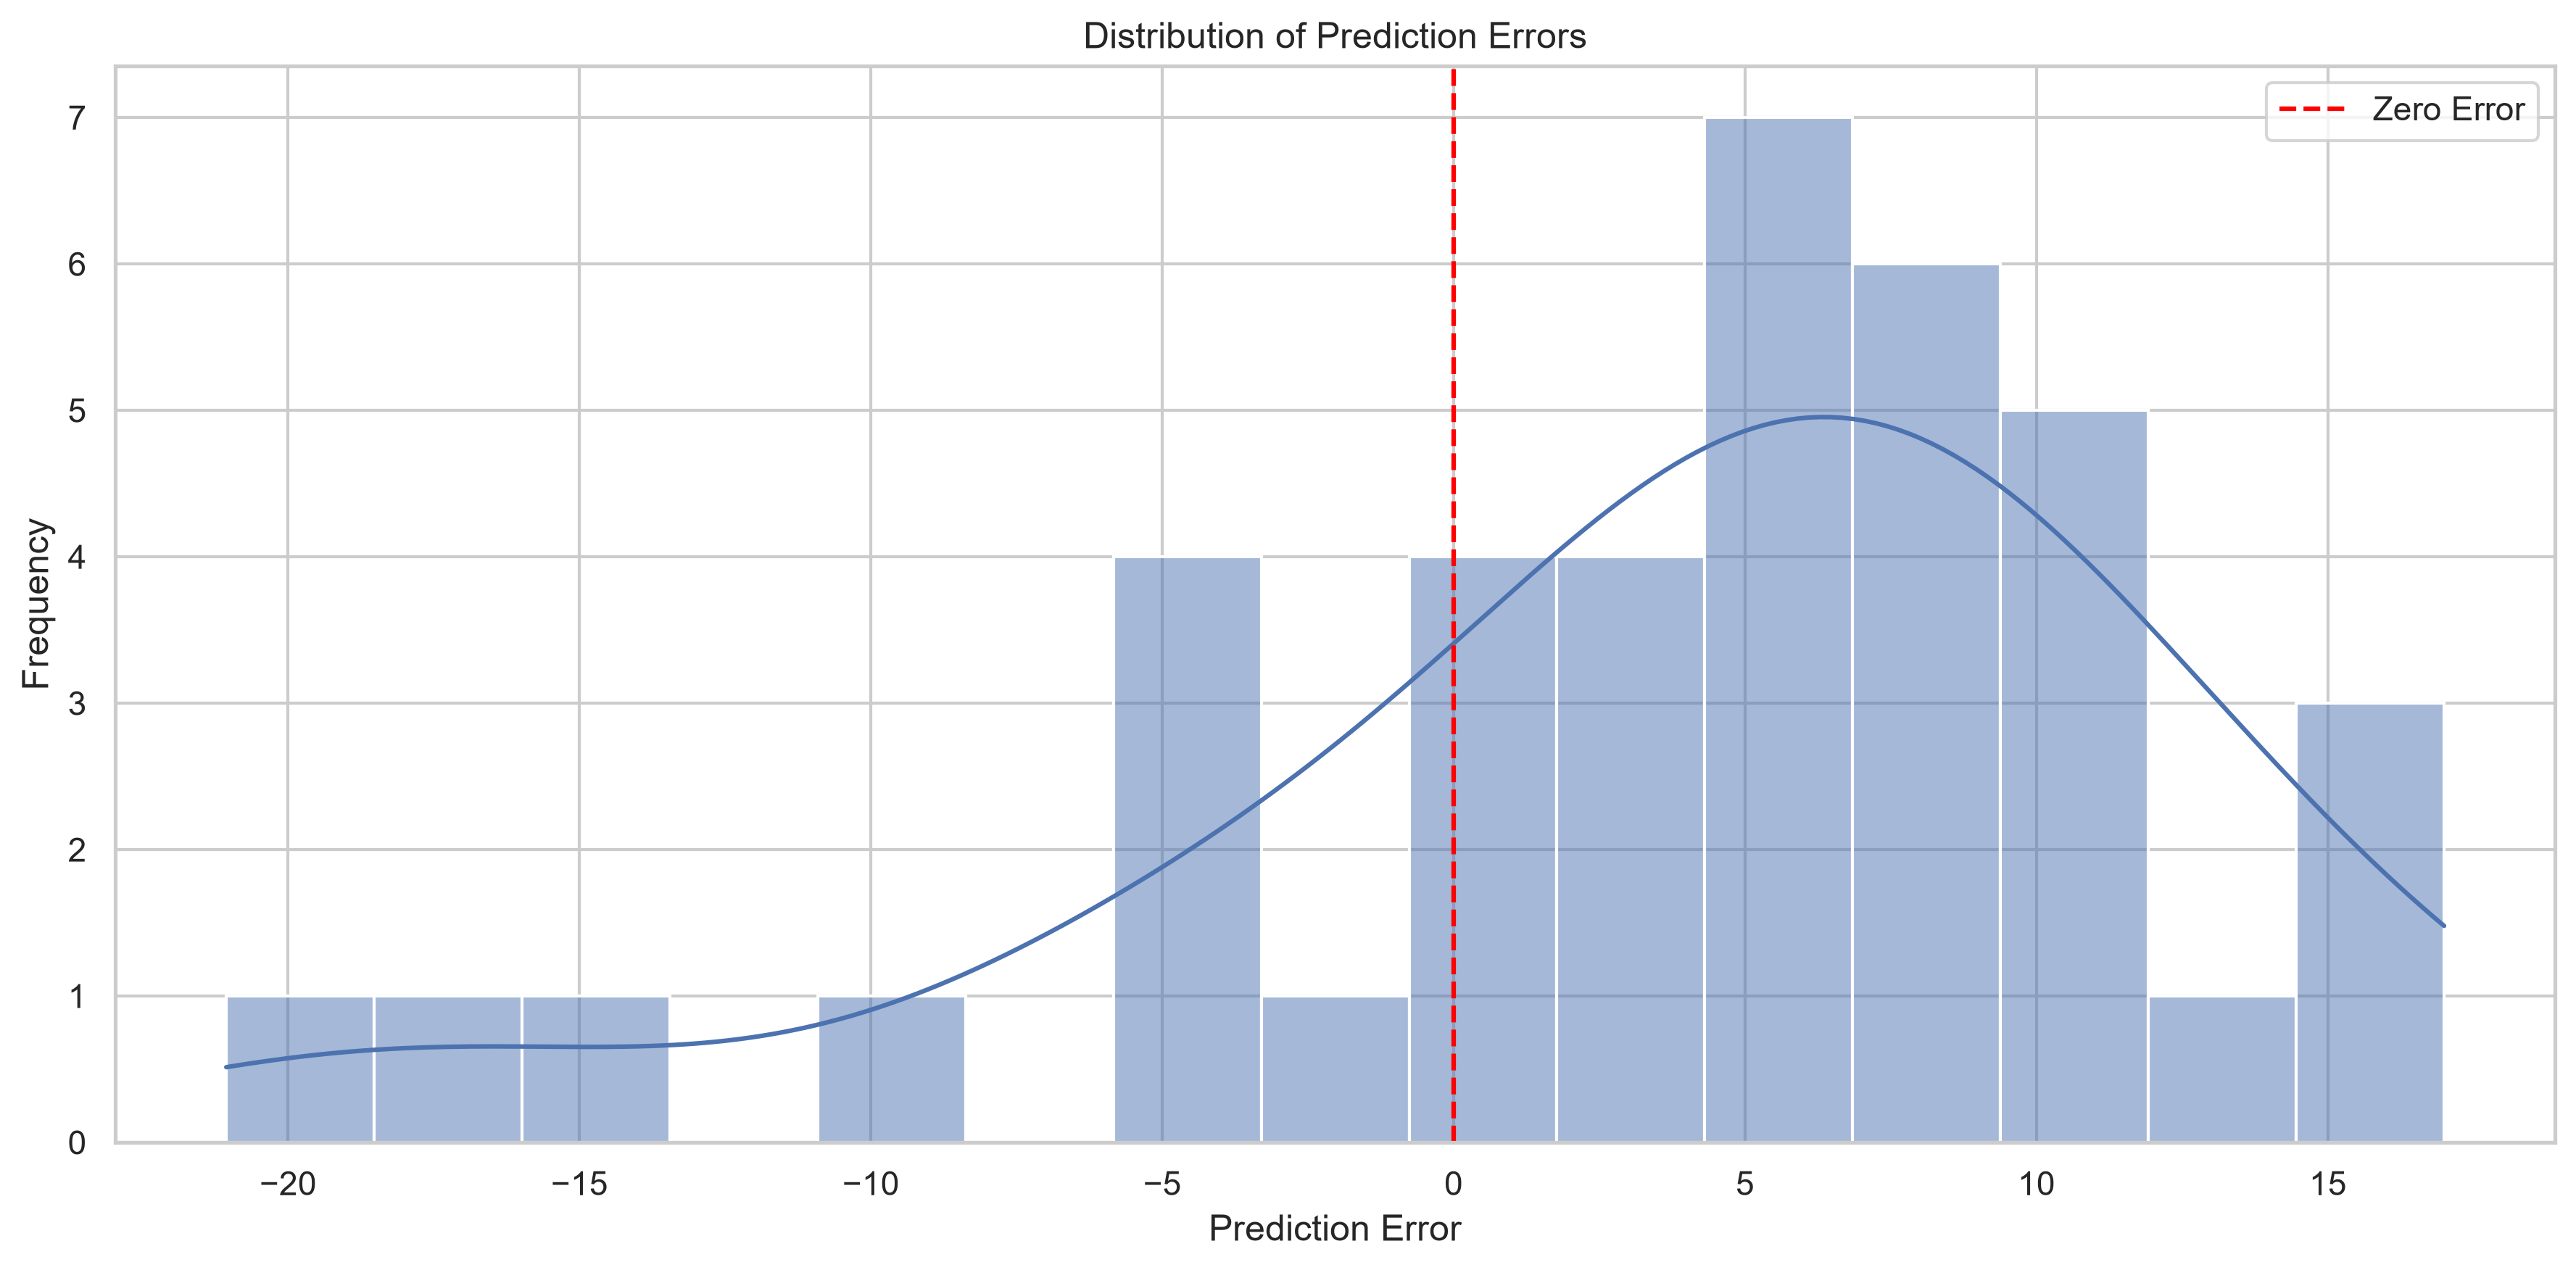 Distribution of Prediction Errors
Zero Error
Frequency
7
6
5
4
3
2
1
0
−20 −15 −10 −5 0 5 10 15
Prediction Error